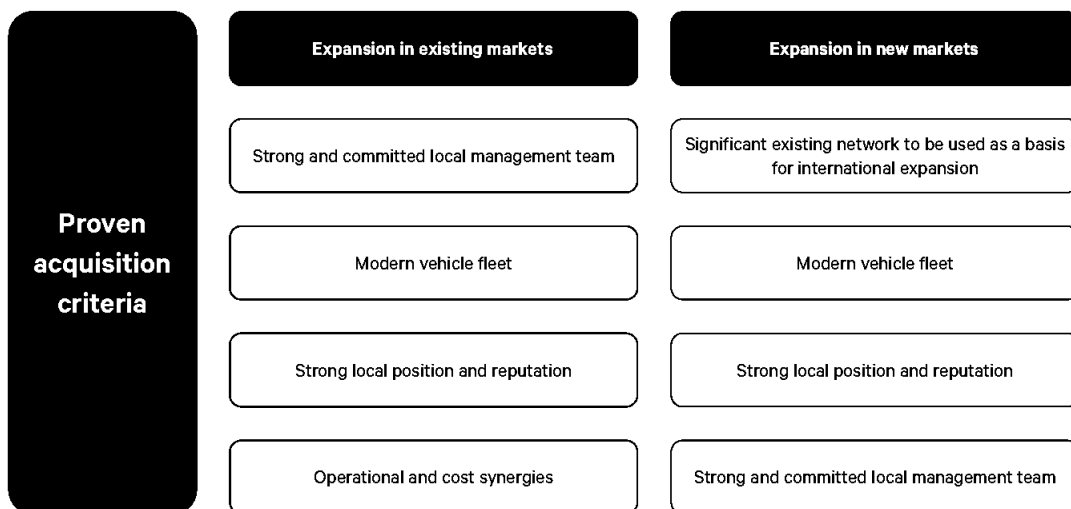 Proven
acquisition
criteria
Expansion in existing markets
Strong and committed local management team
Modern vehicle fleet
Strong local position and reputation
Operational and cost synergies
Expansion in new markets
Significant existing network to be used as a basis
for international expansion
Modern vehicle fleet
Strong local position and reputation
Strong and committed local management team